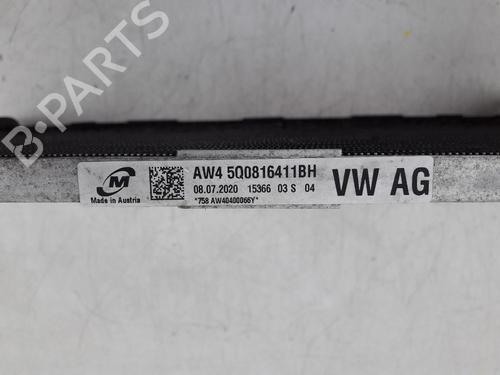 B-Parts
M
Made in Austria
AW4 5Q0816411BH
08.07.2020 15366 03 S 04
*758 AW40400066Y*
VW AG